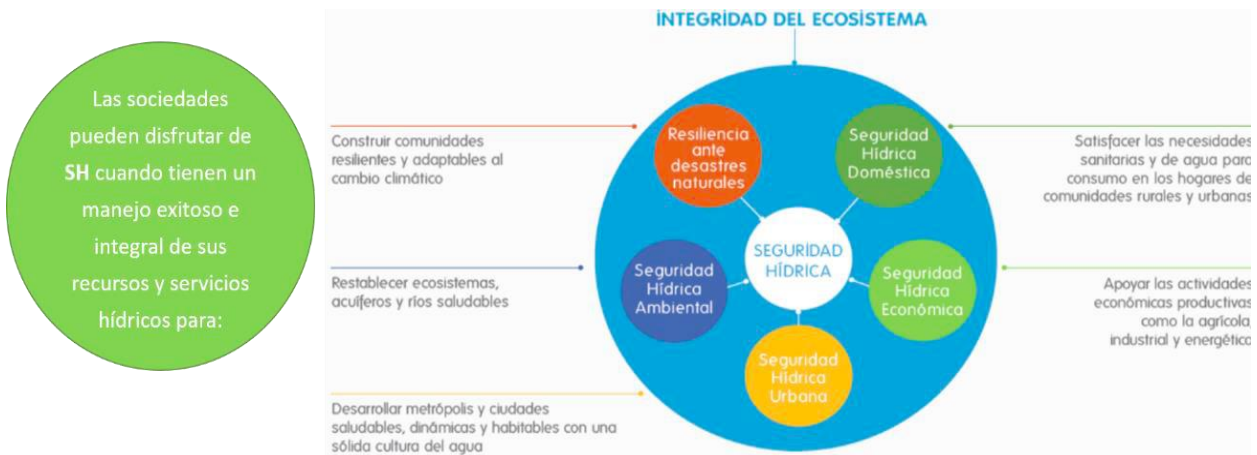 Las sociedades
pueden disfrutar de
SH cuando tienen un
manejo exitoso e
integral de sus
recursos y servicios
hídricos para:
INTEGRIDAD DEL ECOSISTEMA
Construir comunidades
resilientes y adaptables al
cambio climático
Restablecer ecosistemas,
acuíferos y ríos saludables
Desarrollar metrópolis y ciudades
saludables, dinámicas y habitables con una
sólida cultura del agua
Resiliencia
ante
desastres
naturales
Seguridad
Hídrica
Doméstica
SEGURIDAD
HÍDRICA
Seguridad
Hídrica
Ambiental
Seguridad
Hídrica
Económica
Seguridad
Hídrica
Urbana
Satisfacer las necesidades
sanitarias y de agua para
consumo en los hogares de
comunidades rurales y urbanas
Apoyar las actividades
económicas productivas
como la agrícola,
industrial y energética